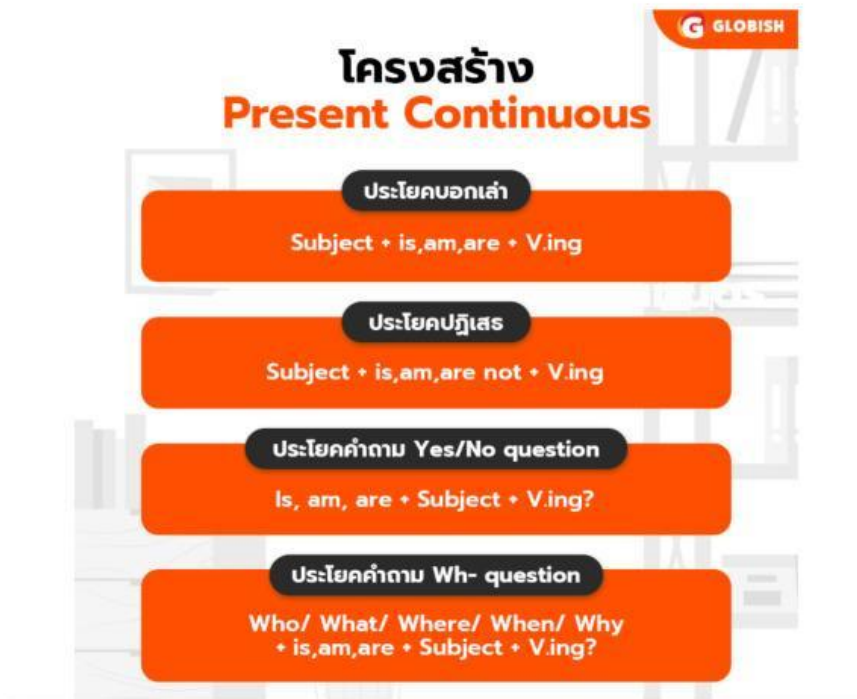 GLOBISH
โครงสร้าง
Present Continuous
ประโยคบอกเล่า
Subject + is,am,are + V.ing
ประโยคปฏิเสธ
Subject + is,am,are not + V.ing
ประโยคคำถาม Yes/No question
Is, am, are + Subject + V.ing?
ประโยคคำถาม Wh- question
Who/ What/ Where/ When/ Why
+ is,am,are + Subject + V.ing?